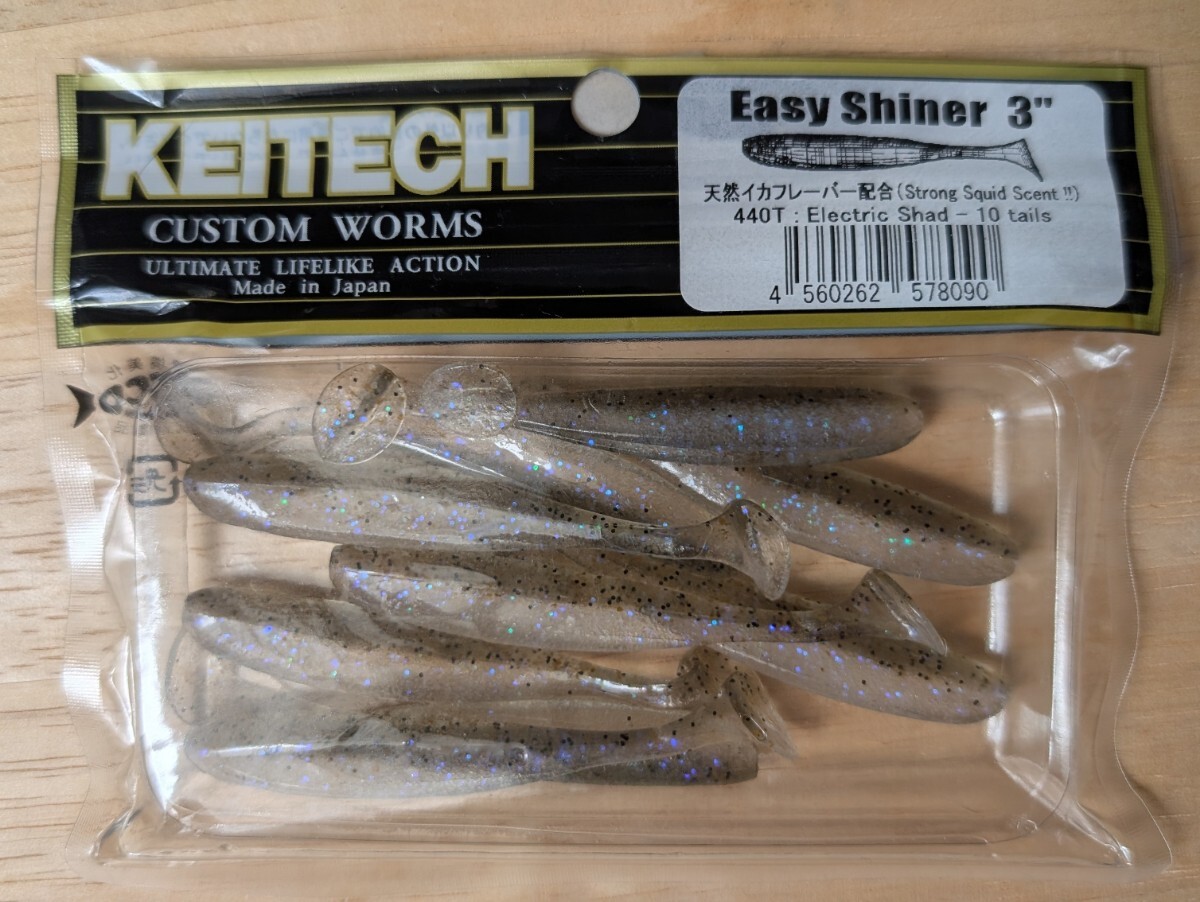 KEITECH
CUSTOM WORMS
ULTIMATE LIFELIKE ACTION
Made in Japan
Easy Shiner 3"
天然イカフレーバー配合(Strong Squid Scent !!)
440T : Electric Shad - 10 tails
4 560262 578090